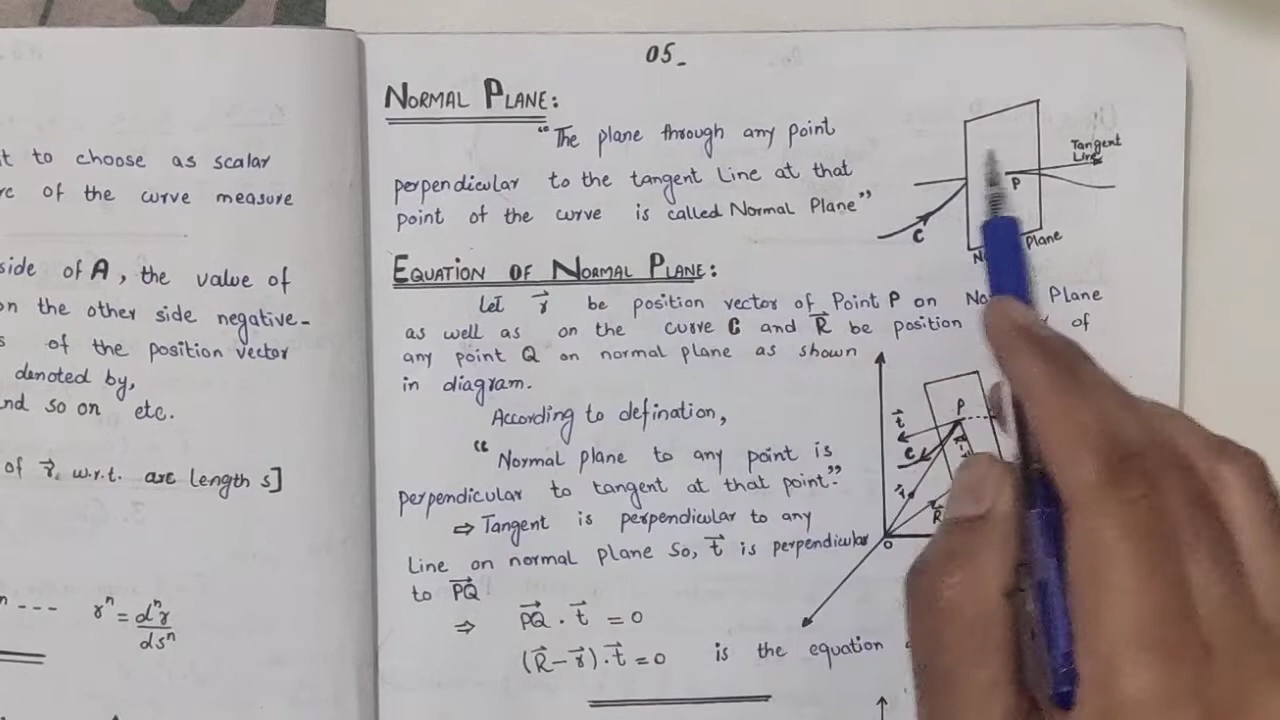 t to choose as scalar
rc of the curve measure
side of A, the value of
on the other side negative-
s of the position vector
denoted by,
nd so on etc.
of r⃗ w.r.t. arc length s]
n --- rⁿ = dⁿr/dsⁿ
05-
NORMAL PLANE:
"The plane through any point
perpendicular to the tangent Line at that
point of the curve is called Normal Plane"
Tangent
Line
P
C
N Plane
EQUATION OF NORMAL PLANE:
Let r⃗ be position vector of Point P on No Plane
as well as on the curve C and R⃗ be position of
any point Q on normal plane as shown
in diagram.
According to defination,
"Normal plane to any point is
perpendicular to tangent at that point."
⇒ Tangent is perpendicular to any
Line on normal plane So, t⃗ is perpendicular
to P⃗Q
⇒ P⃗Q . t⃗ = 0
(R⃗-r⃗).t⃗=0 is the equation
P
t⃗
C
r⃗
R⃗
O